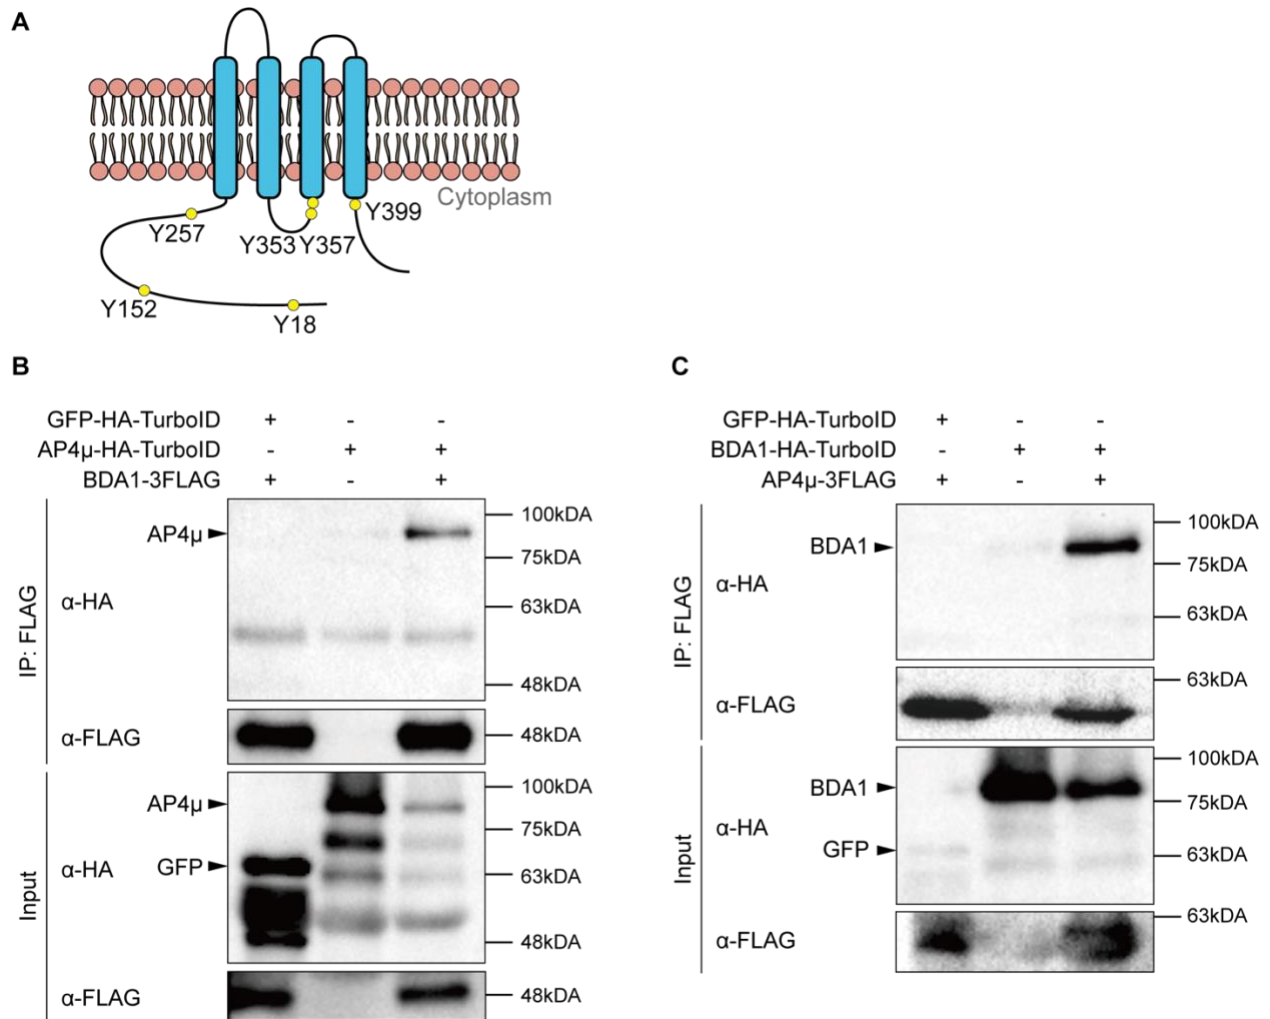 A
Cytoplasm
Y257
Y353 Y357
Y399
Y152
Y18
B
GFP-HA-TurboID + - -
AP4μ-HA-TurboID - + +
BDA1-3FLAG + - +
IP: FLAG
AP4μ
α-HA
100kDA
75kDA
63kDA
48kDA
α-FLAG
48kDA
Input
AP4μ
GFP
α-HA
100kDA
75kDA
63kDA
48kDA
α-FLAG
48kDA
C
GFP-HA-TurboID + - -
BDA1-HA-TurboID - + +
AP4μ-3FLAG + - +
IP: FLAG
BDA1
α-HA
100kDA
75kDA
63kDA
α-FLAG
63kDA
Input
BDA1
GFP
α-HA
100kDA
75kDA
63kDA
α-FLAG
63kDA